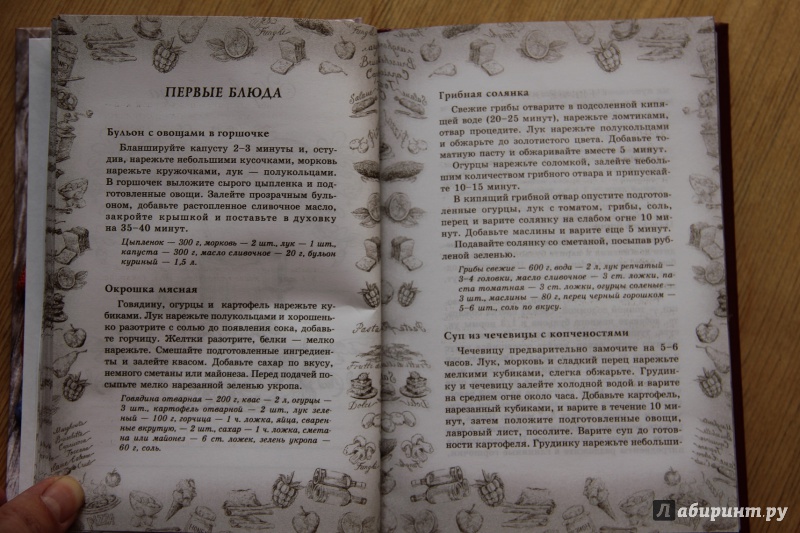 ПЕРВЫЕ БЛЮДА
Бульон с овощами в горшочке
Бланшируйте капусту 2–3 минуты и, осту-
див, нарежьте небольшими кусочками, морковь
нарежьте кружочками, лук — полукольцами.
В горшочек выложите сырого цыпленка и под-
готовленные овощи. Залейте прозрачным буль-
оном, добавьте растопленное сливочное масло,
закройте крышкой и поставьте в духовку
на 35–40 минут.
Цыпленок — 300 г, морковь — 2 шт., лук — 1 шт.,
капуста — 300 г, масло сливочное — 20 г, бульон
куриный — 1,5 л.
Окрошка мясная
Говядину, огурцы и картофель нарежьте ку-
биками. Лук нарежьте полукольцами и хорошень-
ко разотрите с солью до появления сока, добавь-
те горчицу. Желтки разотрите, белки — мелко
нарежьте. Смешайте подготовленные ингредиен-
ты и залейте квасом. Добавьте сахар по вкусу,
немного сметаны или майонеза. Перед подачей по-
сыпьте мелко нарезанной зеленью укропа.
Говядина отварная — 200 г, квас — 2 л, огурцы —
3 шт., картофель отварной — 2 шт., лук зеле-
ный — 100 г, горчица — 1 ч. ложка, яйца, сварен-
ные вкрутую, — 2 шт., сахар — 1 ч. ложка, смета-
на или майонез — 6 ст. ложек, зелень укропа —
60 г, соль.
Грибная солянка
Свежие грибы отварите в подсоленной кипя-
щей воде (20–25 минут), нарежьте ломтиками,
отвар процедите. Лук нарежьте полукольцами
и обжарьте до золотистого цвета. Добавьте то-
матную пасту и обжаривайте вместе 5 минут.
Огурцы нарежьте соломкой, залейте неболь-
шим количеством грибного отвара и припускай-
те 10–15 минут.
В кипящий грибной отвар опустите подготов-
ленные огурцы, лук с томатом, грибы, соль,
перец и варите солянку на слабом огне 10 ми-
нут. Добавьте маслины и варите еще 5 минут.
Подавайте солянку со сметаной, посыпав руб-
леной зеленью.
Грибы свежие — 600 г, вода — 2 л, лук репчатый —
3–4 головки, масло сливочное — 3 ст. ложки, па-
ста томатная — 3 ст. ложки, огурцы соленые —
3 шт., маслины — 80 г, перец черный горошком —
5–6 шт., соль по вкусу.
Суп из чечевицы с копченостями
Чечевицу предварительно замочите на 5–6
часов. Лук, морковь и сладкий перец нарежьте
мелкими кубиками, слегка обжарьте. Грудин-
ку и чечевицу залейте холодной водой и варите
на среднем огне около часа. Добавьте картофель,
нарезанный кубиками, и варите в течение 10 ми-
нут, затем положите подготовленные овощи,
лавровый лист, посолите. Варите суп до готов-
ности картофеля. Грудинку нарежьте небольши-
Лабиринт.ру